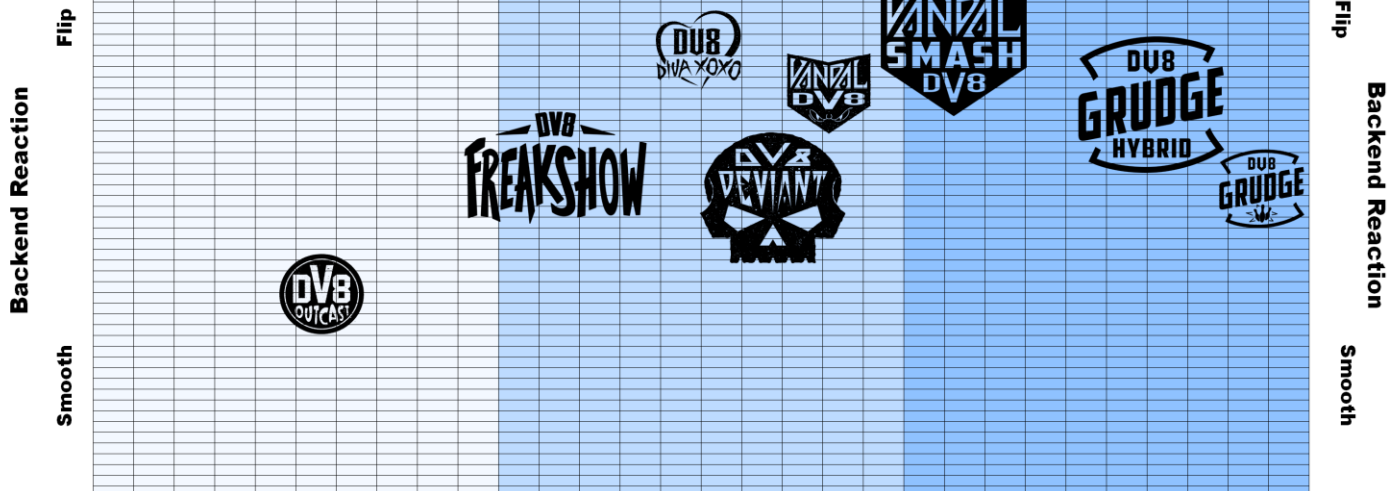 Flip
Backend Reaction
Smooth
DV8
DIVA XOXO
VANDAL
DV8
VANDAL
SMASH
DV8
DV8
GRUDGE
HYBRID
DV8
GRUDGE
DV8
FREAKSHOW
DV8
DEVIANT
DV8
OUTCAST
Flip
Backend Reaction
Smooth